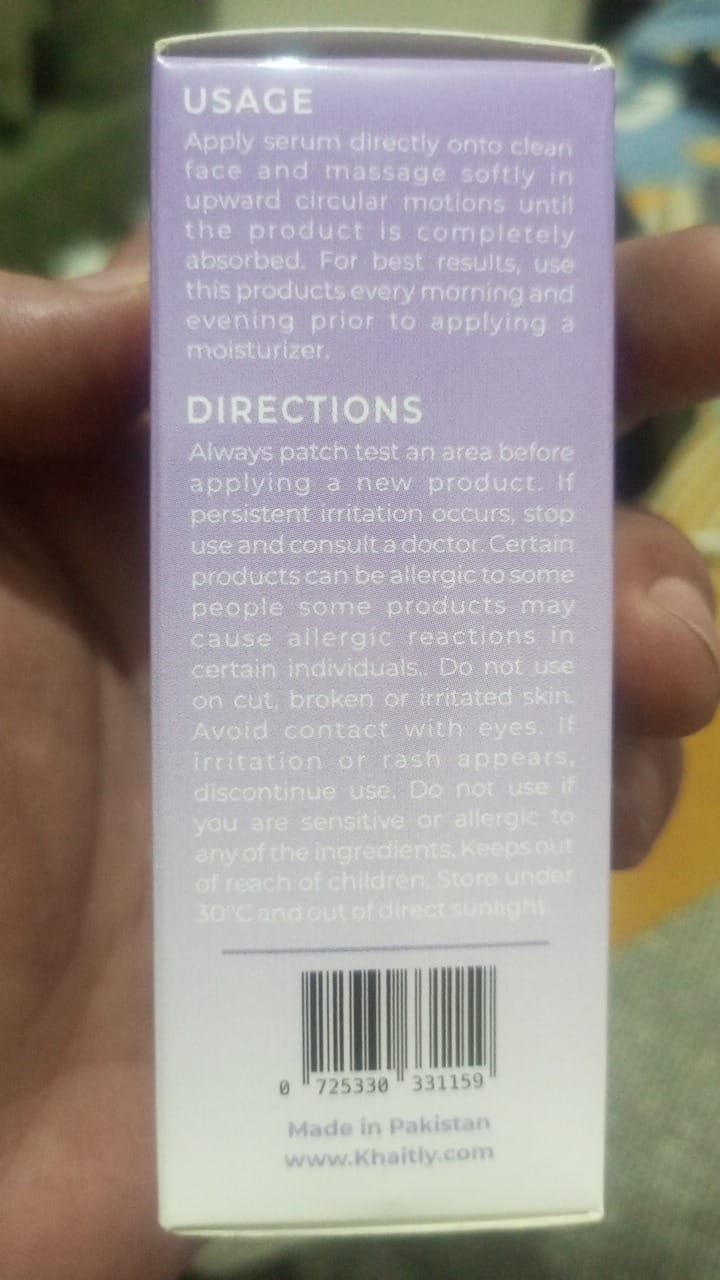 USAGE
Apply serum directly onto clean
face and massage softly in
upward circular motions until
the product is completely
absorbed. For best results, use
this products every morning and
evening prior to applying a
moisturizer.
DIRECTIONS
Always patch test an area before
applying a new product. If
persistent irritation occurs, stop
use and consult a doctor. Certain
products can be allergic to some
people some products may
cause allergic reactions in
certain individuals.. Do not use
on cut, broken or irritated skin.
Avoid contact with eyes. If
irritation or rash appears,
discontinue use. Do not use if
you are sensitive or allergic to
any of the ingredients. Keeps out
of reach of children. Store under
30°C and out of direct sunlight.
0 725330 331159
Made in Pakistan
www.Khaitly.com